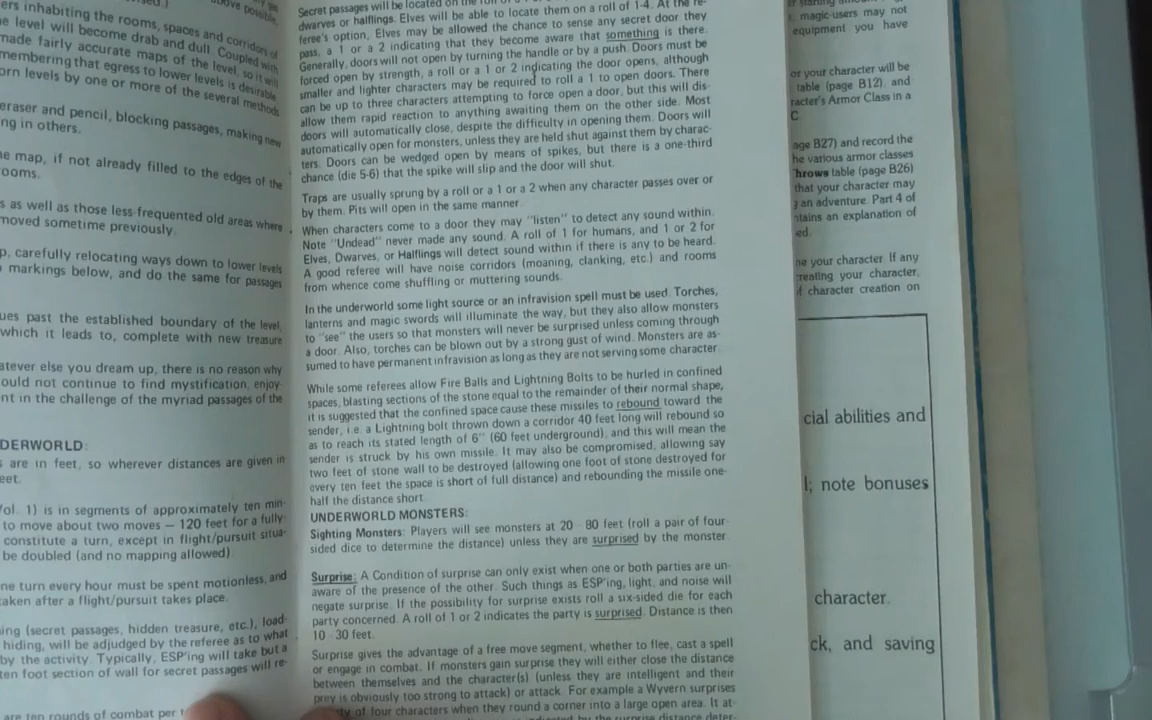 above possible,
ers inhabiting the rooms, spaces and corridors of
e level will become drab and dull. Coupled with
made fairly accurate maps of the level, so it will
membering that egress to lower levels is desirable
orn levels by one or more of the several methods
eraser and pencil, blocking passages, making new
ng in others.
e map, if not already filled to the edges of the
ooms.
s as well as those less-frequented old areas where
moved sometime previously.
p, carefully relocating ways down to lower levels
markings below, and do the same for passages
ues past the established boundary of the level,
which it leads to, complete with new treasure
atever else you dream up, there is no reason why
ould not continue to find mystification, enjoy-
nt in the challenge of the myriad passages of the
DERWORLD:
s are in feet, so wherever distances are given in
eet.
ol. 1) is in segments of approximately ten min-
to move about two moves — 120 feet for a fully-
constitute a turn, except in flight/pursuit situa-
be doubled (and no mapping allowed)
ne turn every hour must be spent motionless, and
aken after a flight/pursuit takes place.
ing (secret passages, hidden treasure, etc.), load-
hiding, will be adjudged by the referee as to what
by the activity. Typically, ESP'ing will take but a
ten foot section of wall for secret passages will re-
are ten rounds of combat per
Secret passages will be located on the roll of
dwarves or halflings. Elves will be able to locate them on a roll of 1-4. At the re-
feree's option, Elves may be allowed the chance to sense any secret door they
pass, a 1 or a 2 indicating that they become aware that something is there.
Generally, doors will not open by turning the handle or by a push. Doors must be
forced open by strength, a roll or a 1 or 2 indicating the door opens, although
smaller and lighter characters may be required to roll a 1 to open doors. There
can be up to three characters attempting to force open a door, but this will dis-
allow them rapid reaction to anything awaiting them on the other side. Most
doors will automatically close, despite the difficulty in opening them. Doors will
automatically open for monsters, unless they are held shut against them by charac-
ters. Doors can be wedged open by means of spikes, but there is a one-third
chance (die 5-6) that the spike will slip and the door will shut.
Traps are usually sprung by a roll or a 1 or a 2 when any character passes over or
by them. Pits will open in the same manner
When characters come to a door they may "listen" to detect any sound within.
Note "Undead" never made any sound. A roll of 1 for humans, and 1 or 2 for
Elves, Dwarves, or Halflings will detect sound within if there is any to be heard.
A good referee will have noise corridors (moaning, clanking, etc.) and rooms
from whence come shuffling or muttering sounds.
In the underworld some light source or an infravision spell must be used. Torches,
lanterns and magic swords will illuminate the way, but they also allow monsters
to "see" the users so that monsters will never be surprised unless coming through
a door. Also, torches can be blown out by a strong gust of wind. Monsters are as-
sumed to have permanent infravision as long as they are not serving some character.
While some referees allow Fire Balls and Lightning Bolts to be hurled in confined
spaces, blasting sections of the stone equal to the remainder of their normal shape,
it is suggested that the confined space cause these missiles to rebound toward the
sender, i.e. a Lightning bolt thrown down a corridor 40 feet long will rebound so
as to reach its stated length of 6" (60 feet underground), and this will mean the
sender is struck by his own missile. It may also be compromised, allowing say
two feet of stone wall to be destroyed (allowing one foot of stone destroyed for
every ten feet the space is short of full distance) and rebounding the missile one-
half the distance short.
UNDERWORLD MONSTERS:
Sighting Monsters: Players will see monsters at 20 - 80 feet (roll a pair of four-
sided dice to determine the distance) unless they are surprised by the monster.
Surprise: A Condition of surprise can only exist when one or both parties are un-
aware of the presence of the other. Such things as ESP'ing, light, and noise will
negate surprise. If the possibility for surprise exists roll a six-sided die for each
party concerned. A roll of 1 or 2 indicates the party is surprised. Distance is then
10 - 30 feet.
Surprise gives the advantage of a free move segment, whether to flee, cast a spell
or engage in combat. If monsters gain surprise they will either close the distance
between themselves and the character(s) (unless they are intelligent and their
prey is obviously too strong to attack) or attack. For example a Wyvern surprises
of four characters when they round a corner into a large open area. It at-
by the surprise distance deter-
magic-users may not
equipment you have
or your character will be
table (page B12), and
racter's Armor Class in a
C.
age B27) and record the
he various armor classes
hrows table (page B26)
that your character may
g an adventure. Part 4 of
ntains an explanation of
ed.
ne your character If any
creating your character,
f character creation on
cial abilities and
l; note bonuses
character.
ck, and saving